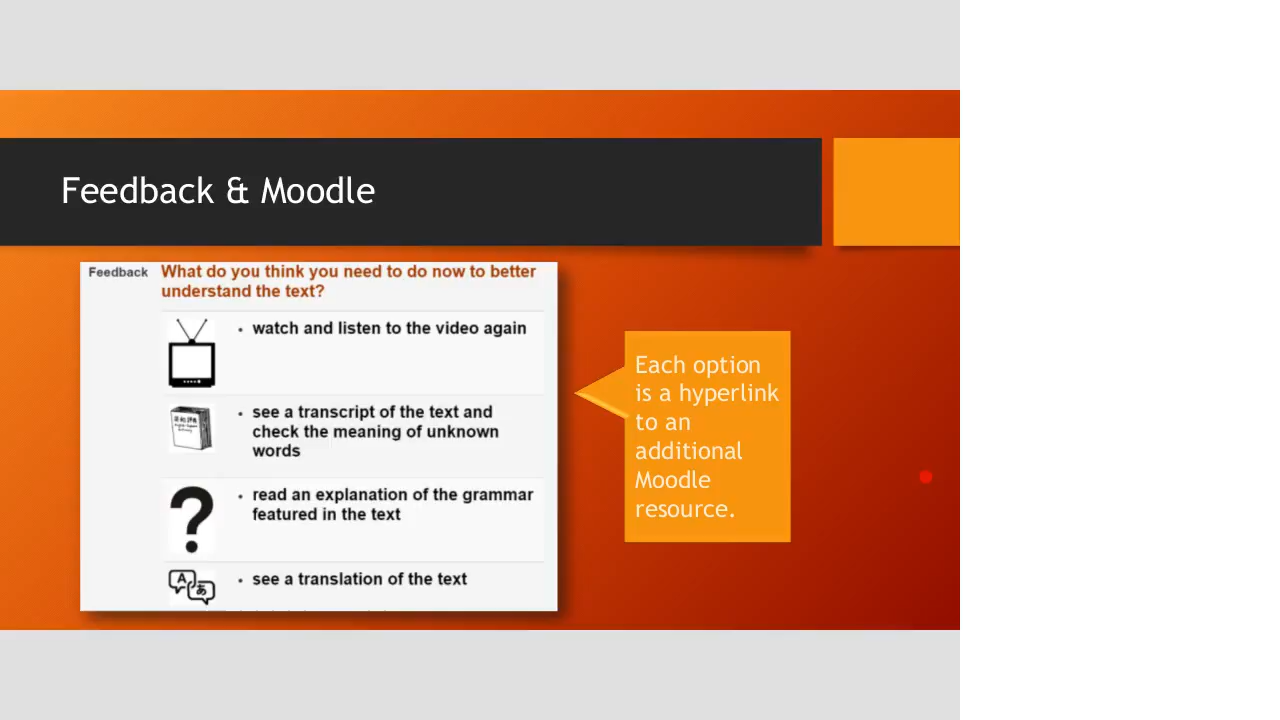 Feedback & Moodle
Feedback
What do you think you need to do now to better
understand the text?
• watch and listen to the video again
• see a transcript of the text and
check the meaning of unknown
words
• read an explanation of the grammar
featured in the text
• see a translation of the text
Each option
is a hyperlink
to an
additional
Moodle
resource.